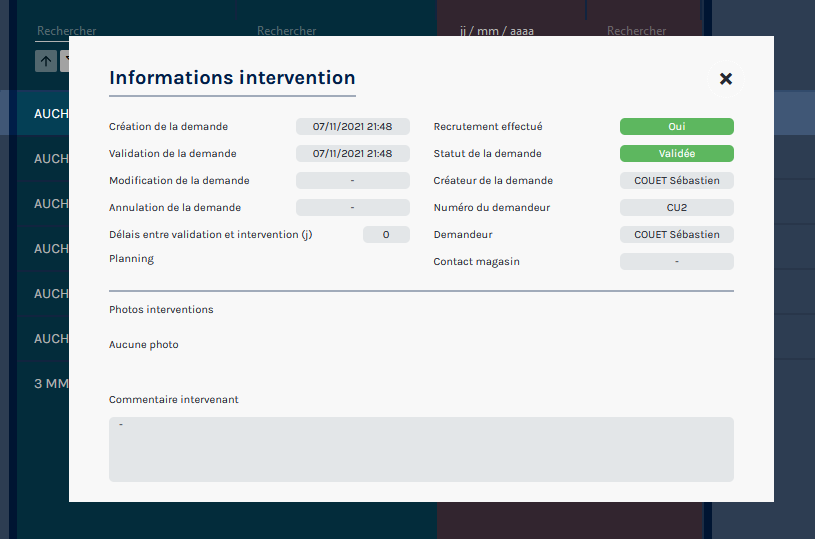 Rechercher
Rechercher
jj / mm / aaaa
Rechercher
Informations intervention
Création de la demande
07/11/2021 21:48
Validation de la demande
07/11/2021 21:48
Modification de la demande
-
Annulation de la demande
-
Délais entre validation et intervention (j)
0
Planning
Recrutement effectué
Oui
Statut de la demande
Validée
Créateur de la demande
COUET Sébastien
Numéro du demandeur
CU2
Demandeur
COUET Sébastien
Contact magasin
-
Photos interventions
Aucune photo
Commentaire intervenant
-
AUCH
AUCH
AUCH
AUCH
AUCH
AUCH
3 MM